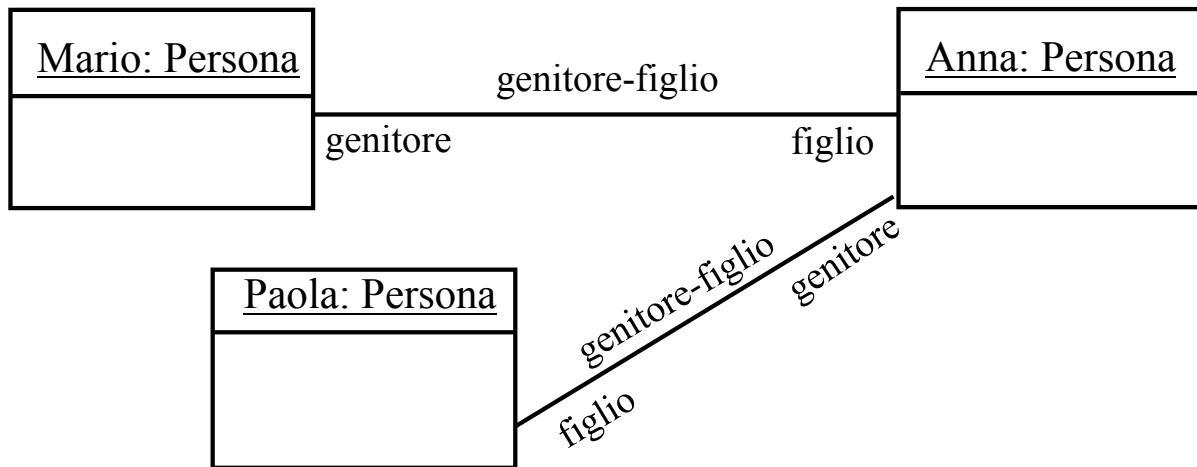 Mario: Persona
genitore-figlio
Anna: Persona
genitore
figlio
Paola: Persona
genitore-figlio
genitore
figlio